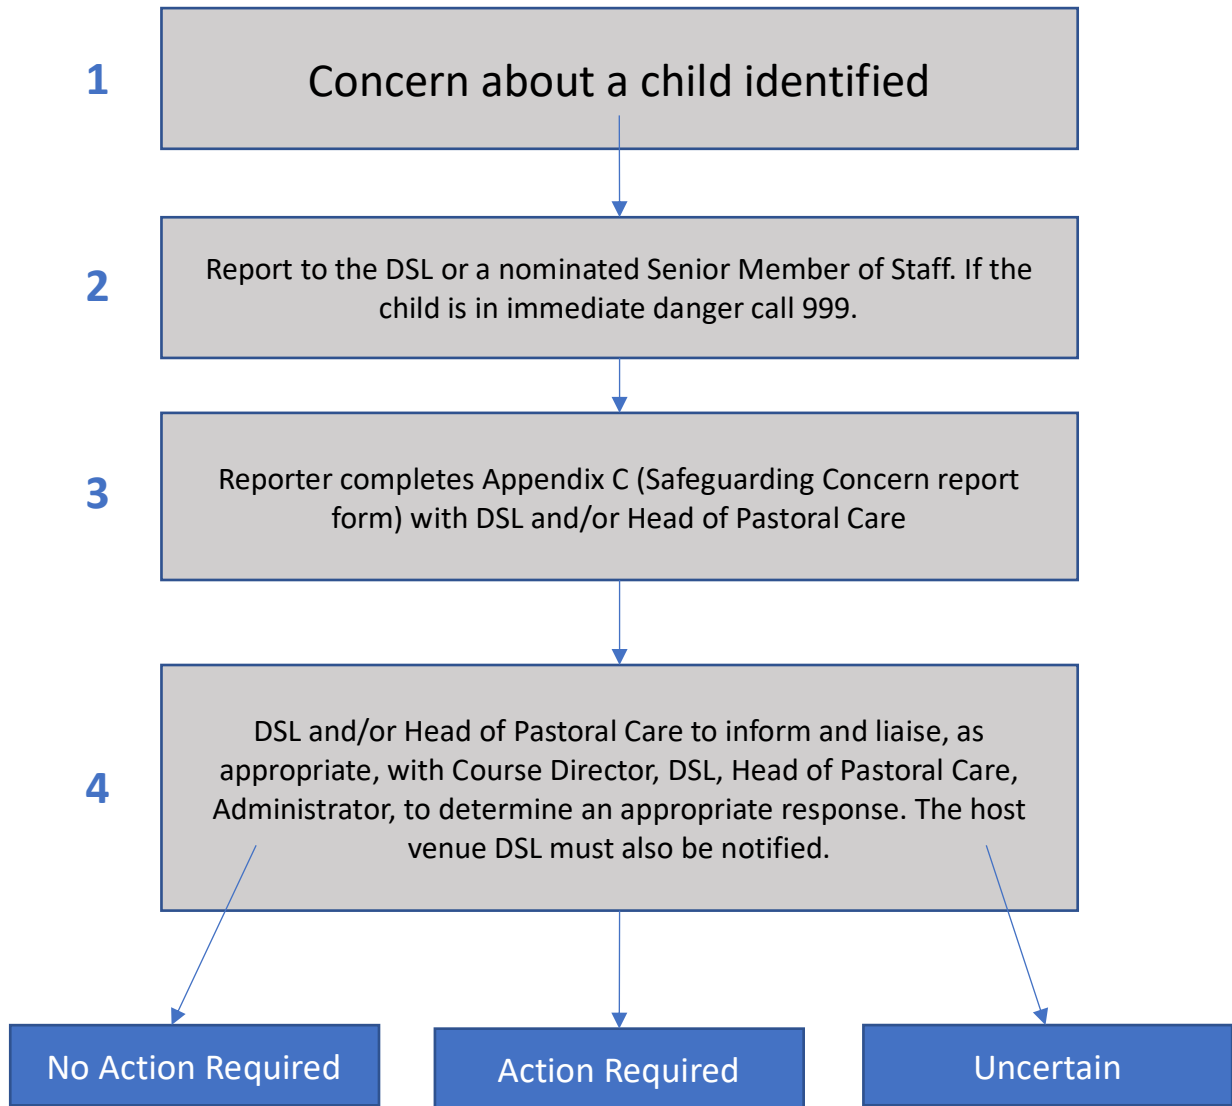 1
Concern about a child identified
2
Report to the DSL or a nominated Senior Member of Staff. If the
child is in immediate danger call 999.
3
Reporter completes Appendix C (Safeguarding Concern report
form) with DSL and/or Head of Pastoral Care
4
DSL and/or Head of Pastoral Care to inform and liaise, as
appropriate, with Course Director, DSL, Head of Pastoral Care,
Administrator, to determine an appropriate response. The host
venue DSL must also be notified.
No Action Required
Action Required
Uncertain